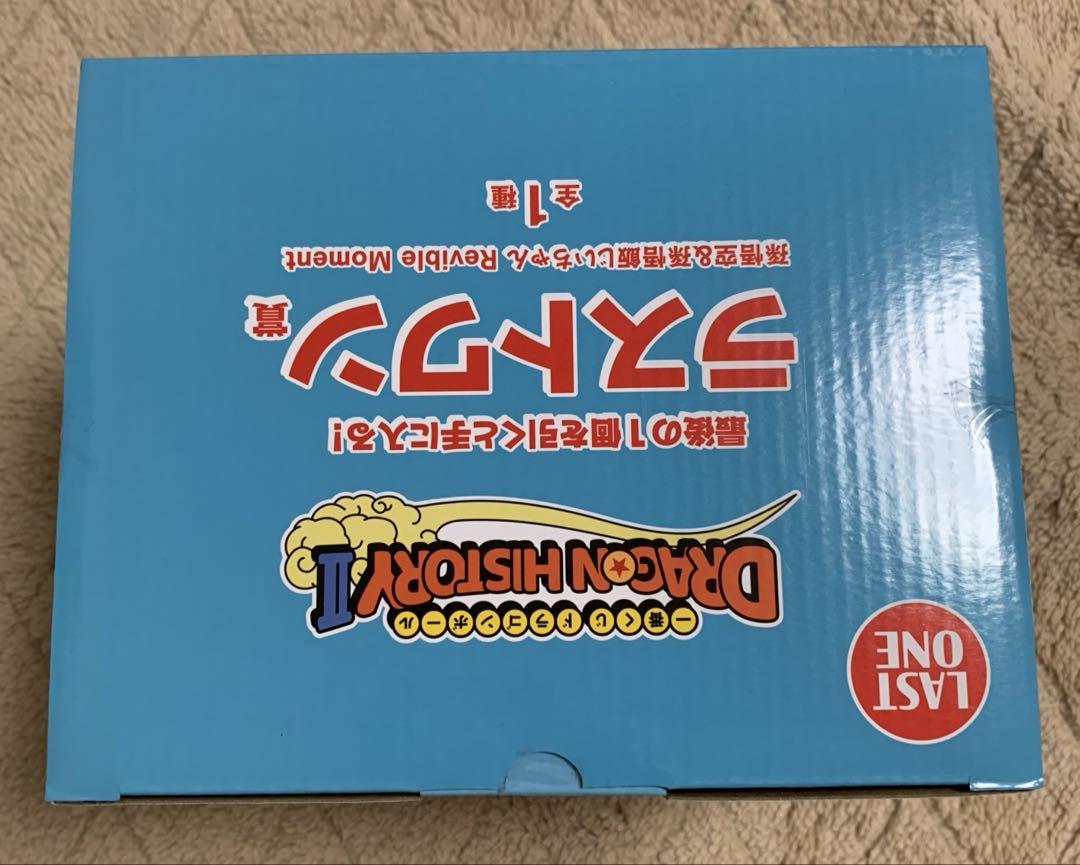 LAST
ONE
一番くじ ドラゴンボール
DRAGON HISTORY II
最後の1個を引くと手に入る!
ラストワン賞
孫悟空&孫悟飯じいちゃん Revible Moment
全1種